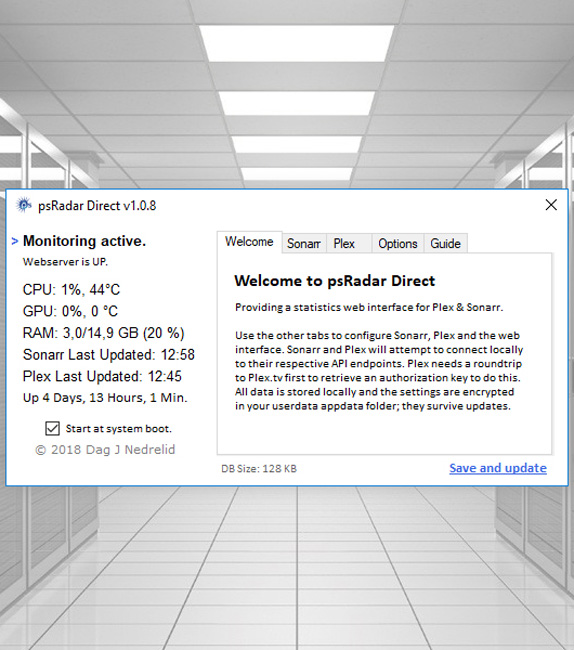 psRadar Direct v1.0.8
> Monitoring active.
Webserver is UP.
CPU: 1%, 44°C
GPU: 0%, 0 °C
RAM: 3,0/14,9 GB (20 %)
Sonarr Last Updated: 12:58
Plex Last Updated: 12:45
Up 4 Days, 13 Hours, 1 Min.
Start at system boot.
© 2018 Dag J Nedrelid
Welcome Sonarr Plex Options Guide
Welcome to psRadar Direct
Providing a statistics web interface for Plex & Sonarr.
Use the other tabs to configure Sonarr, Plex and the web
interface. Sonarr and Plex will attempt to connect locally
to their respective API endpoints. Plex needs a roundtrip
to Plex.tv first to retrieve an authorization key to do this.
All data is stored locally and the settings are encrypted
in your userdata appdata folder; they survive updates.
DB Size: 128 KB
Save and update